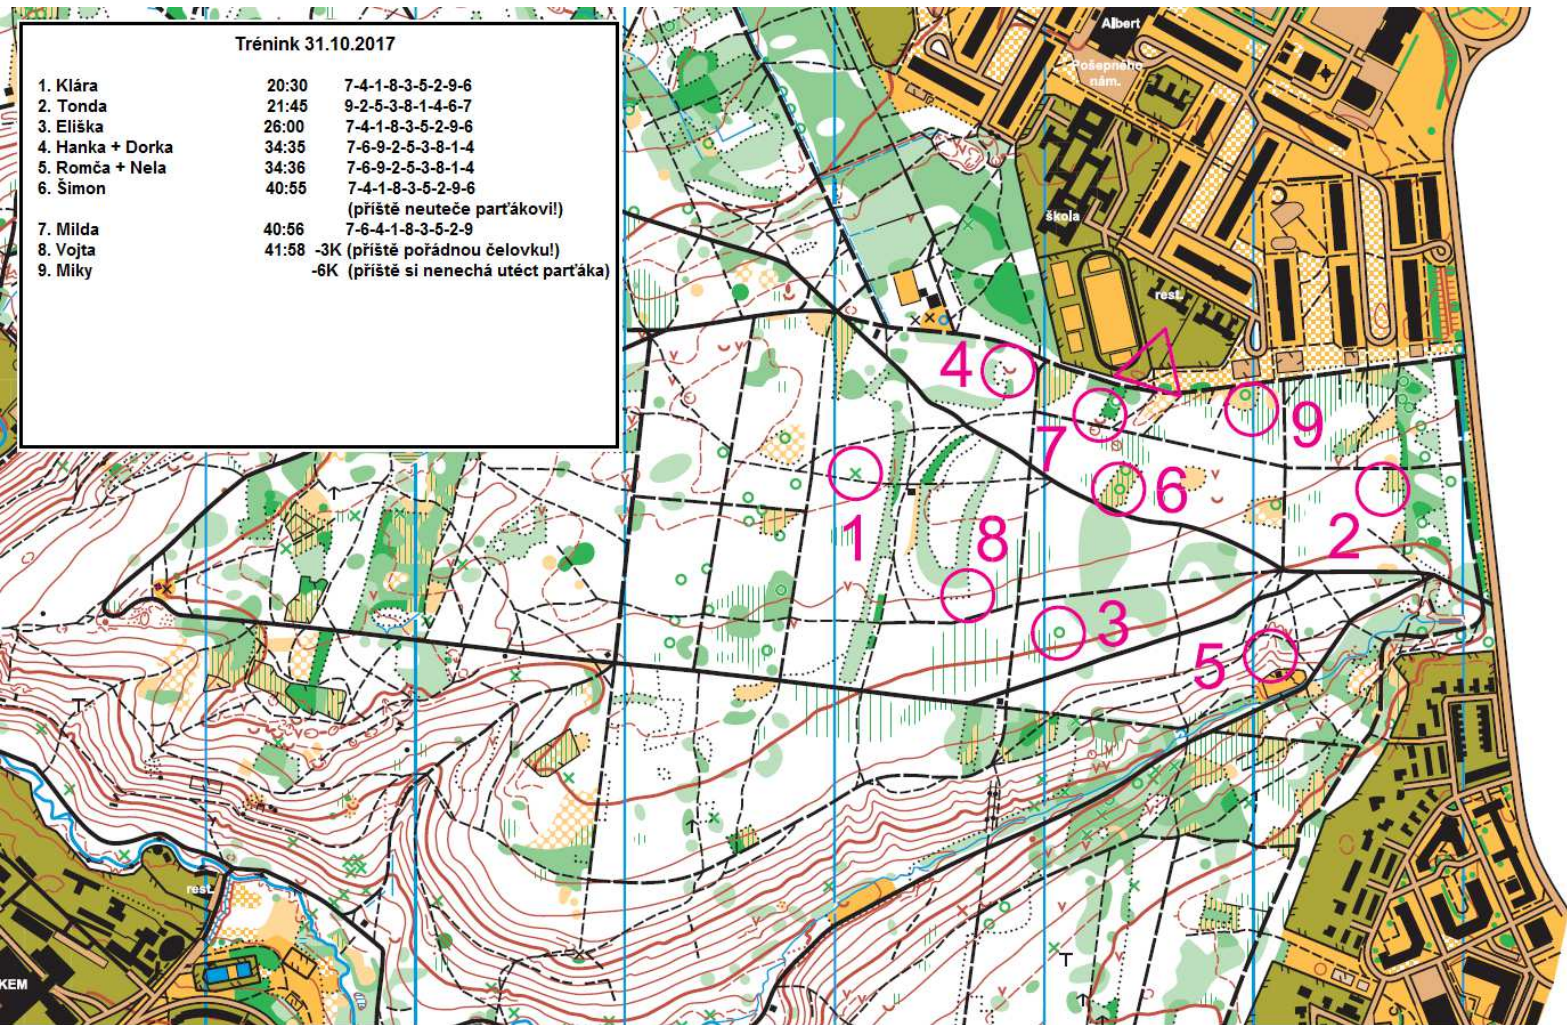 Trénink 31.10.2017
1. Klára 20:30 7-4-1-8-3-5-2-9-6
2. Tonda 21:45 9-2-5-3-8-1-4-6-7
3. Eliška 26:00 7-4-1-8-3-5-2-9-6
4. Hanka + Dorka 34:35 7-6-9-2-5-3-8-1-4
5. Romča + Nela 34:36 7-6-9-2-5-3-8-1-4
6. Šimon 40:55 7-4-1-8-3-5-2-9-6
(příště neuteče parťákovi!)
7. Milda 40:56 7-6-4-1-8-3-5-2-9
8. Vojta 41:58 -3K (příště pořádnou čelovku!)
9. Miky -6K (příště si nenechá utéct parťáka)
Albert
Pošepného
nám.
škola
rest.
4
7
9
6
1
8
2
3
5
rest.
KEM